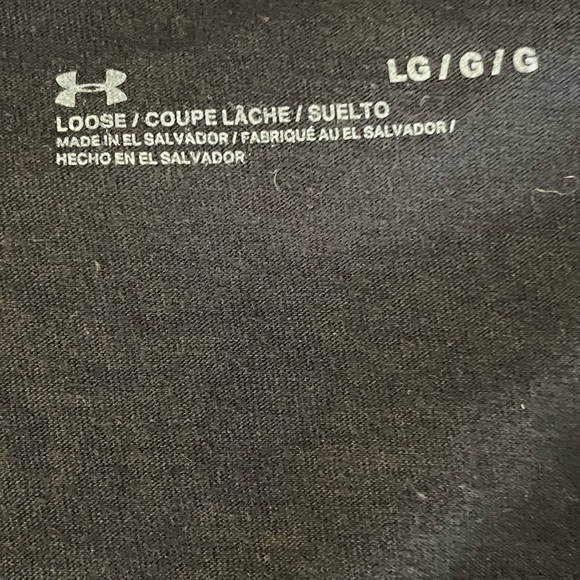 LG / G / G
LOOSE / COUPE LÂCHE / SUELTO
MADE IN EL SALVADOR / FABRIQUÉ AU EL SALVADOR /
HECHO EN EL SALVADOR